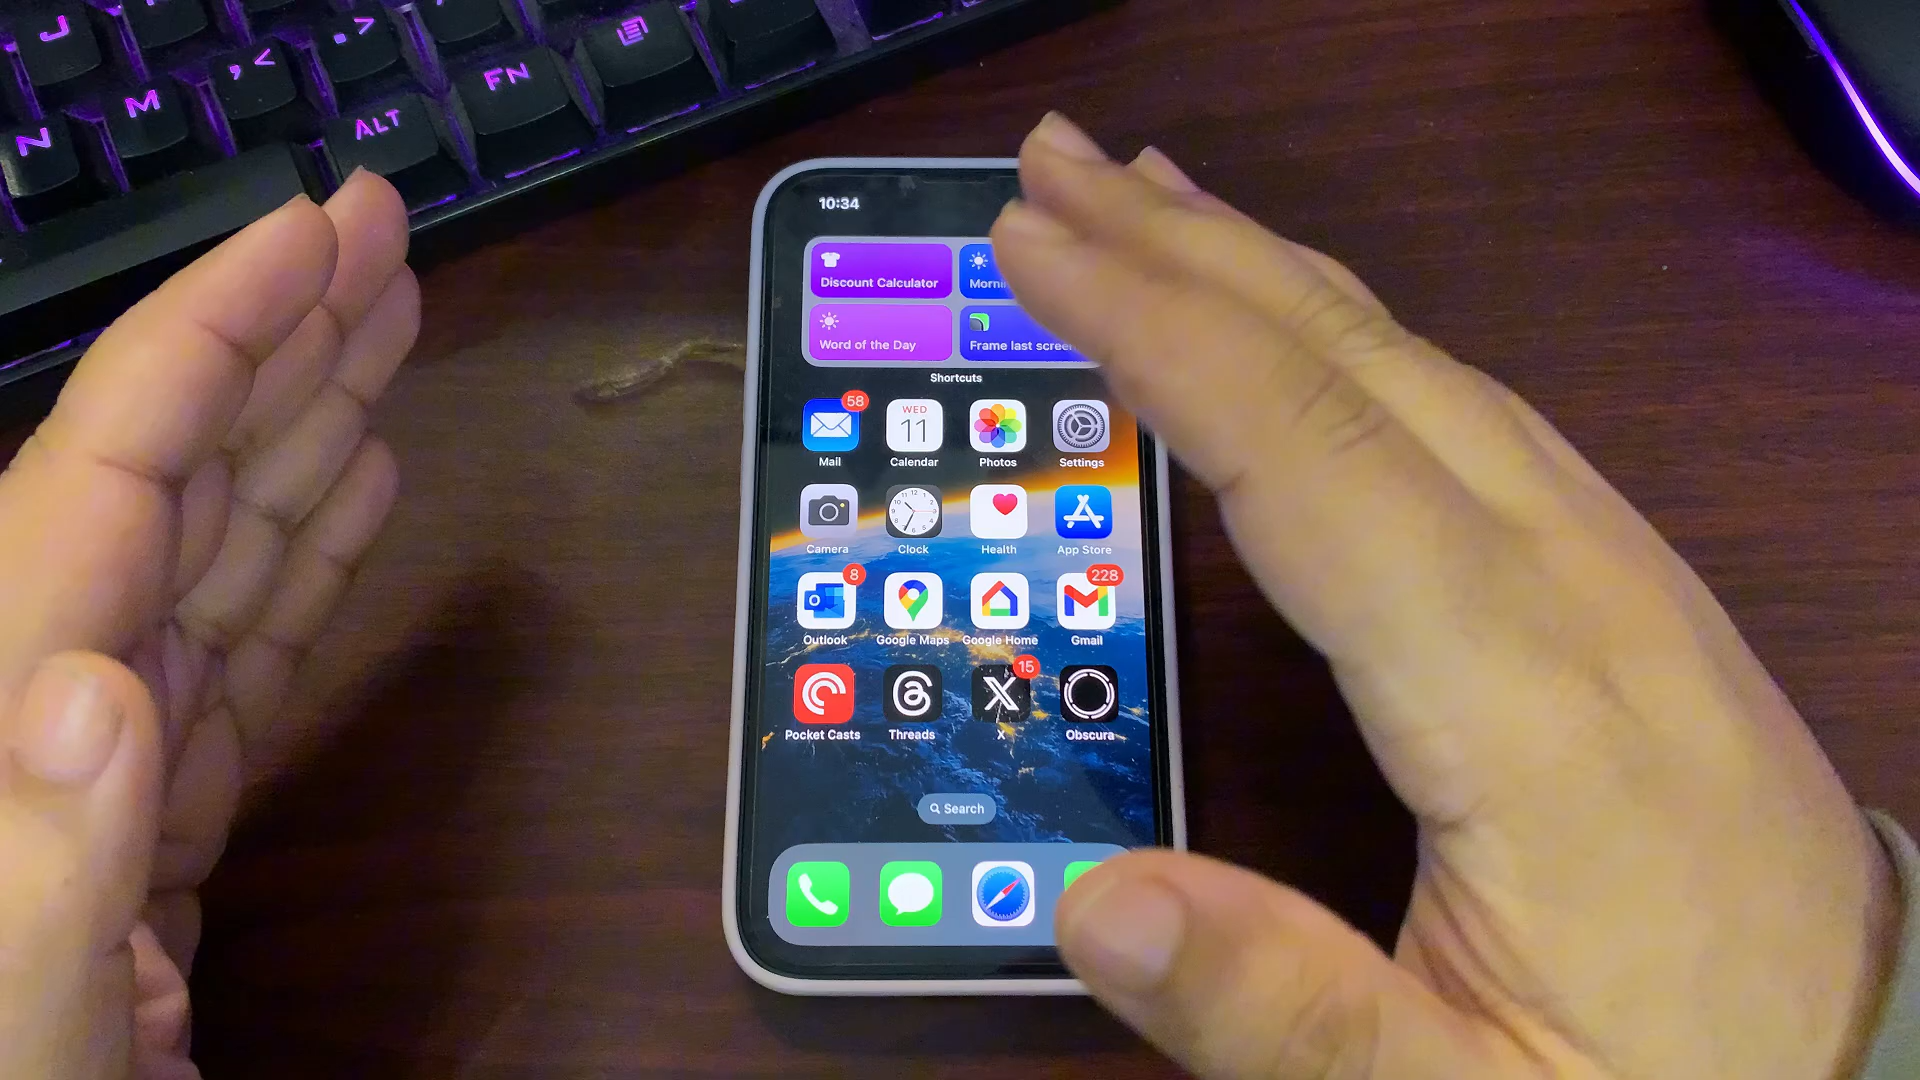 J
. >
, <
FN
M
ALT
N
10:34
Discount Calculator
Word of the Day
Frame last
Shortcuts
58
WED
11
Mail
Calendar
Photos
Settings
Camera
Clock
Health
App Store
8
228
Outlook
Google Maps
Google Home
Gmail
15
Pocket Casts
Threads
X
Obscura
Search